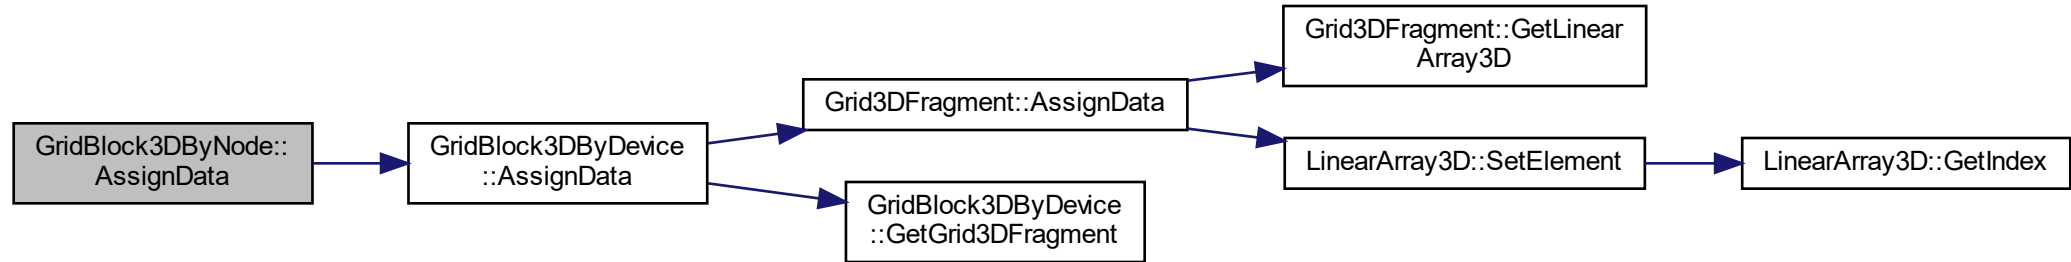 GridBlock3DByNode::
AssignData
GridBlock3DByDevice
::AssignData
Grid3DFragment::AssignData
GridBlock3DByDevice
::GetGrid3DFragment
Grid3DFragment::GetLinear
Array3D
LinearArray3D::SetElement
LinearArray3D::GetIndex